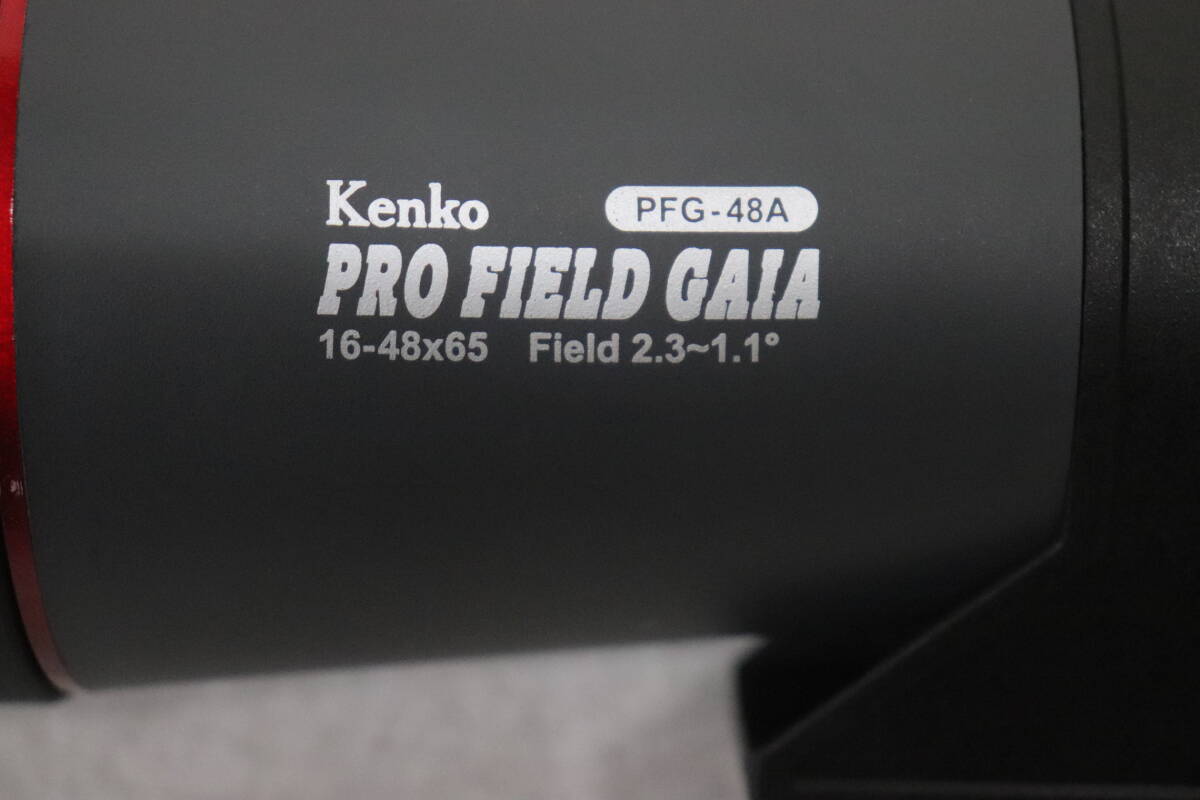 Kenko PFG-48A
PRO FIELD GAIA
16-48x65 Field 2.3~1.1°